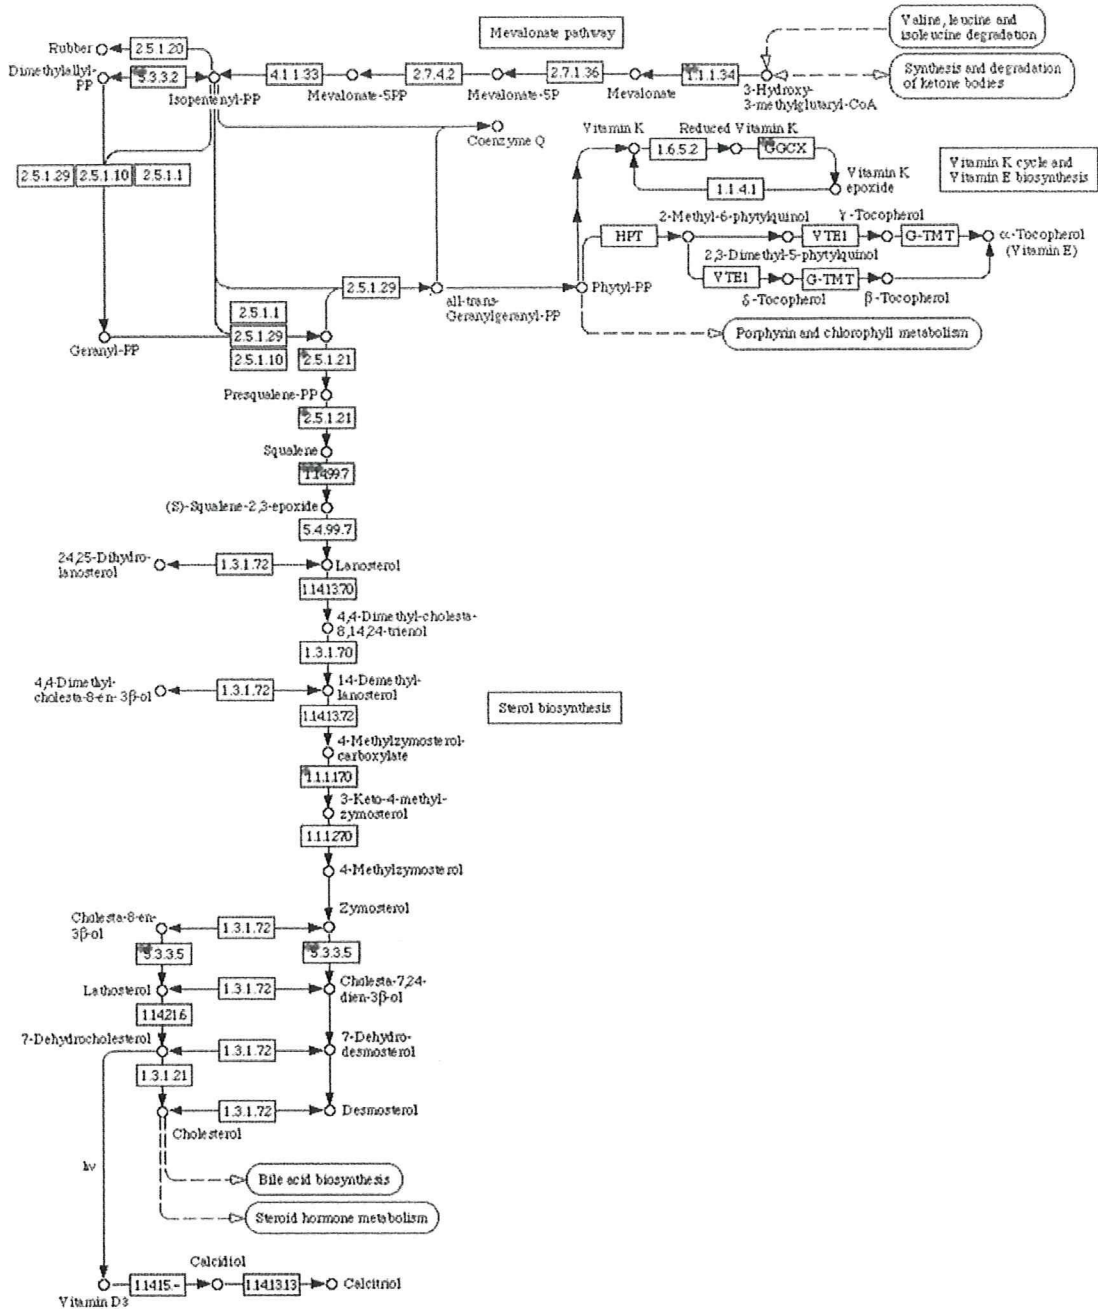 Mevalonate pathway
Valine, leucine and
isoleucine degradation
Synthesis and degradation
of ketone bodies
Rubber
2.5.1.20
Dimethylallyl-
PP
5.3.3.2
Isopentenyl-PP
4.1.1.33
Mevalonate-5PP
2.7.4.2
Mevalonate-5P
2.7.1.36
Mevalonate
1.1.1.34
3-Hydroxy-
3-methylglutaryl-CoA
Coenzyme Q
Vitamin K
Reduced Vitamin K
1.6.5.2
GGCX
Vitamin K
epoxide
1.1.4.1
Vitamin K cycle and
Vitamin E biosynthesis
2.5.1.29
2.5.1.10
2.5.1.1
2-Methyl-6-phytylquinol
γ-Tocopherol
HPT
VTE1
G-TMT
α-Tocopherol
(Vitamin E)
2,3-Dimethyl-5-phytylquinol
VTE1
G-TMT
δ-Tocopherol
β-Tocopherol
2.5.1.29
all-trans-
Geranylgeranyl-PP
Phytyl-PP
Porphyrin and chlorophyll metabolism
Geranyl-PP
2.5.1.1
2.5.1.29
2.5.1.10
2.5.1.21
Presqualene-PP
2.5.1.21
Squalene
1.14.99.7
(S)-Squalene-2,3-epoxide
5.4.99.7
24,25-Dihydro-
lanosterol
1.3.1.72
Lanosterol
1.14.13.70
4,4-Dimethyl-cholesta-
8,14,24-trienol
1.3.1.70
4,4-Dimethyl-
cholesta-8-en-3β-ol
1.3.1.72
14-Demethyl-
lanosterol
Sterol biosynthesis
1.14.13.72
4-Methylzymosterol-
carboxylate
1.1.1.170
3-Keto-4-methyl-
zymosterol
1.1.1.270
4-Methylzymosterol
Zymosterol
Cholesta-8-en-
3β-ol
1.3.1.72
5.3.3.5
5.3.3.5
Lathosterol
1.3.1.72
Cholesta-7,24-
dien-3β-ol
1.14.21.6
7-Dehydrocholesterol
1.3.1.72
7-Dehydro-
desmosterol
1.3.1.21
1.3.1.72
Desmosterol
Cholesterol
hν
Bile acid biosynthesis
Steroid hormone metabolism
Calcidiol
1.14.15.-
1.14.13.13
Calcitriol
Vitamin D3